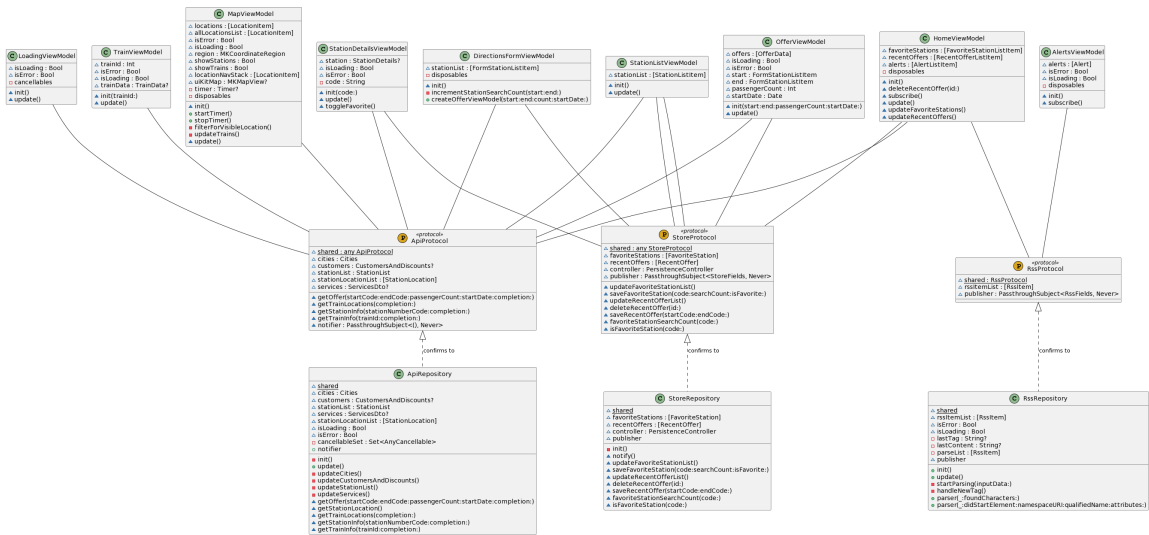 LoadingViewModel
isLoading : Bool
isError : Bool
cancellables
init()
update()
TrainViewModel
trainId : Int
isError : Bool
isLoading : Bool
trainData : TrainData?
init(trainId:)
update()
MapViewModel
locations : [LocationItem]
allLocationsList : [LocationItem]
isError : Bool
isLoading : Bool
region : MKCoordinateRegion
showStations : Bool
showTrains : Bool
locationNavStack : [LocationItem]
uiKitMap : MKMapView?
timer : Timer?
disposables
init()
startTimer()
stopTimer()
filterForVisibleLocation()
updateTrains()
update()
StationDetailsViewModel
station : StationDetails?
isLoading : Bool
isError : Bool
code : String
init(code:)
update()
toggleFavorite()
DirectionsFormViewModel
stationList : [FormStationListItem]
disposables
init()
incrementStationSearchCount(start:end:)
createOfferViewModel(start:end:count:startDate:)
StationListViewModel
stationList : [StationListItem]
init()
update()
OfferViewModel
offers : [OfferData]
isLoading : Bool
isError : Bool
start : FormStationListItem
end : FormStationListItem
passengerCount : Int
startDate : Date
init(start:end:passengerCount:startDate:)
update()
HomeViewModel
favoriteStations : [FavoriteStationListItem]
recentOffers : [RecentOfferListItem]
alerts : [AlertListItem]
disposables
init()
deleteRecentOffer(id:)
subscribe()
update()
updateFavoriteStations()
updateRecentOffers()
AlertsViewModel
alerts : [Alert]
isError : Bool
isLoading : Bool
disposables
init()
subscribe()
«protocol»
ApiProtocol
shared : any ApiProtocol
cities : Cities
customers : CustomersAndDiscounts?
stationList : StationList
stationLocationList : [StationLocation]
services : ServicesDto?
getOffer(startCode:endCode:passengerCount:startDate:completion:)
getTrainLocations(completion:)
getStationInfo(stationNumberCode:completion:)
getTrainInfo(trainId:completion:)
notifier : PassthroughSubject<(), Never>
«protocol»
StoreProtocol
shared : any StoreProtocol
favoriteStations : [FavoriteStation]
recentOffers : [RecentOffer]
controller : PersistenceController
publisher : PassthroughSubject<StoreFields, Never>
updateFavoriteStationList()
saveFavoriteStation(code:searchCount:isFavorite:)
updateRecentOfferList()
deleteRecentOffer(id:)
saveRecentOffer(startCode:endCode:)
favoriteStationSearchCount(code:)
isFavoriteStation(code:)
«protocol»
RssProtocol
shared : RssProtocol
rssItemList : [RssItem]
publisher : PassthroughSubject<RssFields, Never>
confirms to
confirms to
confirms to
ApiRepository
shared
cities : Cities
customers : CustomersAndDiscounts?
stationList : StationList
services : ServicesDto?
stationLocationList : [StationLocation]
isLoading : Bool
isError : Bool
cancellableSet : Set<AnyCancellable>
notifier
init()
update()
updateCities()
updateCustomersAndDiscounts()
updateStationList()
updateServices()
getOffer(startCode:endCode:passengerCount:startDate:completion:)
getStationLocation()
getTrainLocations(completion:)
getStationInfo(stationNumberCode:completion:)
getTrainInfo(trainId:completion:)
StoreRepository
shared
favoriteStations : [FavoriteStation]
recentOffers : [RecentOffer]
controller : PersistenceController
publisher
init()
notify()
updateFavoriteStationList()
saveFavoriteStation(code:searchCount:isFavorite:)
updateRecentOfferList()
deleteRecentOffer(id:)
saveRecentOffer(startCode:endCode:)
favoriteStationSearchCount(code:)
isFavoriteStation(code:)
RssRepository
shared
rssItemList : [RssItem]
isError : Bool
isLoading : Bool
lastTag : String?
lastContent : String?
parseList : [RssItem]
publisher
init()
update()
startParsing(inputData:)
handleNewTag()
parser(_:foundCharacters:)
parser(_:didStartElement:namespaceURI:qualifiedName:attributes:)